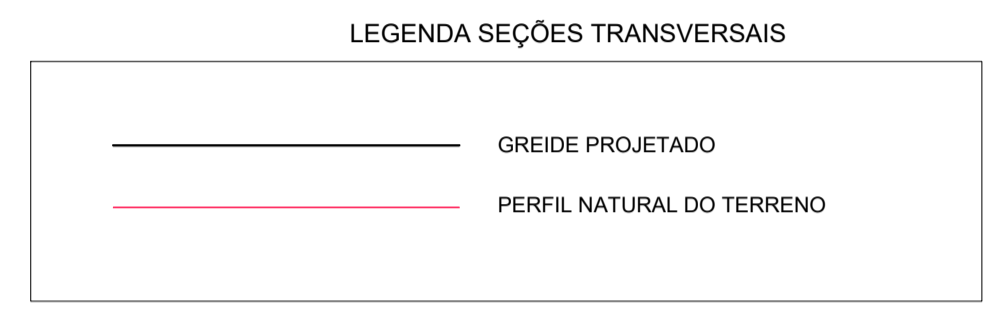 LEGENDA SEÇÕES TRANSVERSAIS
GREIDE PROJETADO
PERFIL NATURAL DO TERRENO